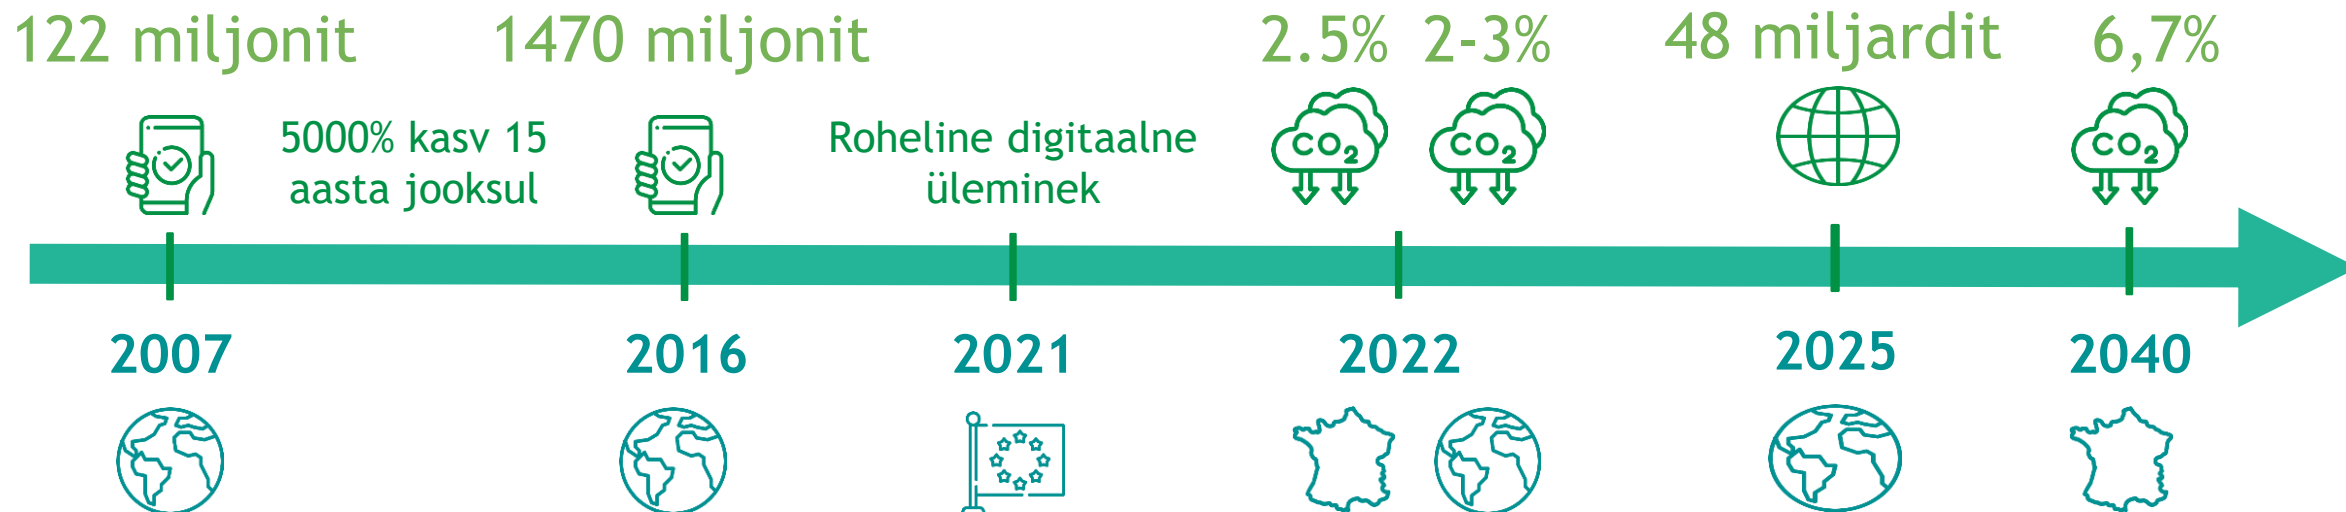 122 miljonit
1470 miljonit
2.5%
2-3%
48 miljardit
6,7%
5000% kasv 15
aasta jooksul
Roheline digitaalne
üleminek
CO2
CO2
CO2
2007
2016
2021
2022
2025
2040